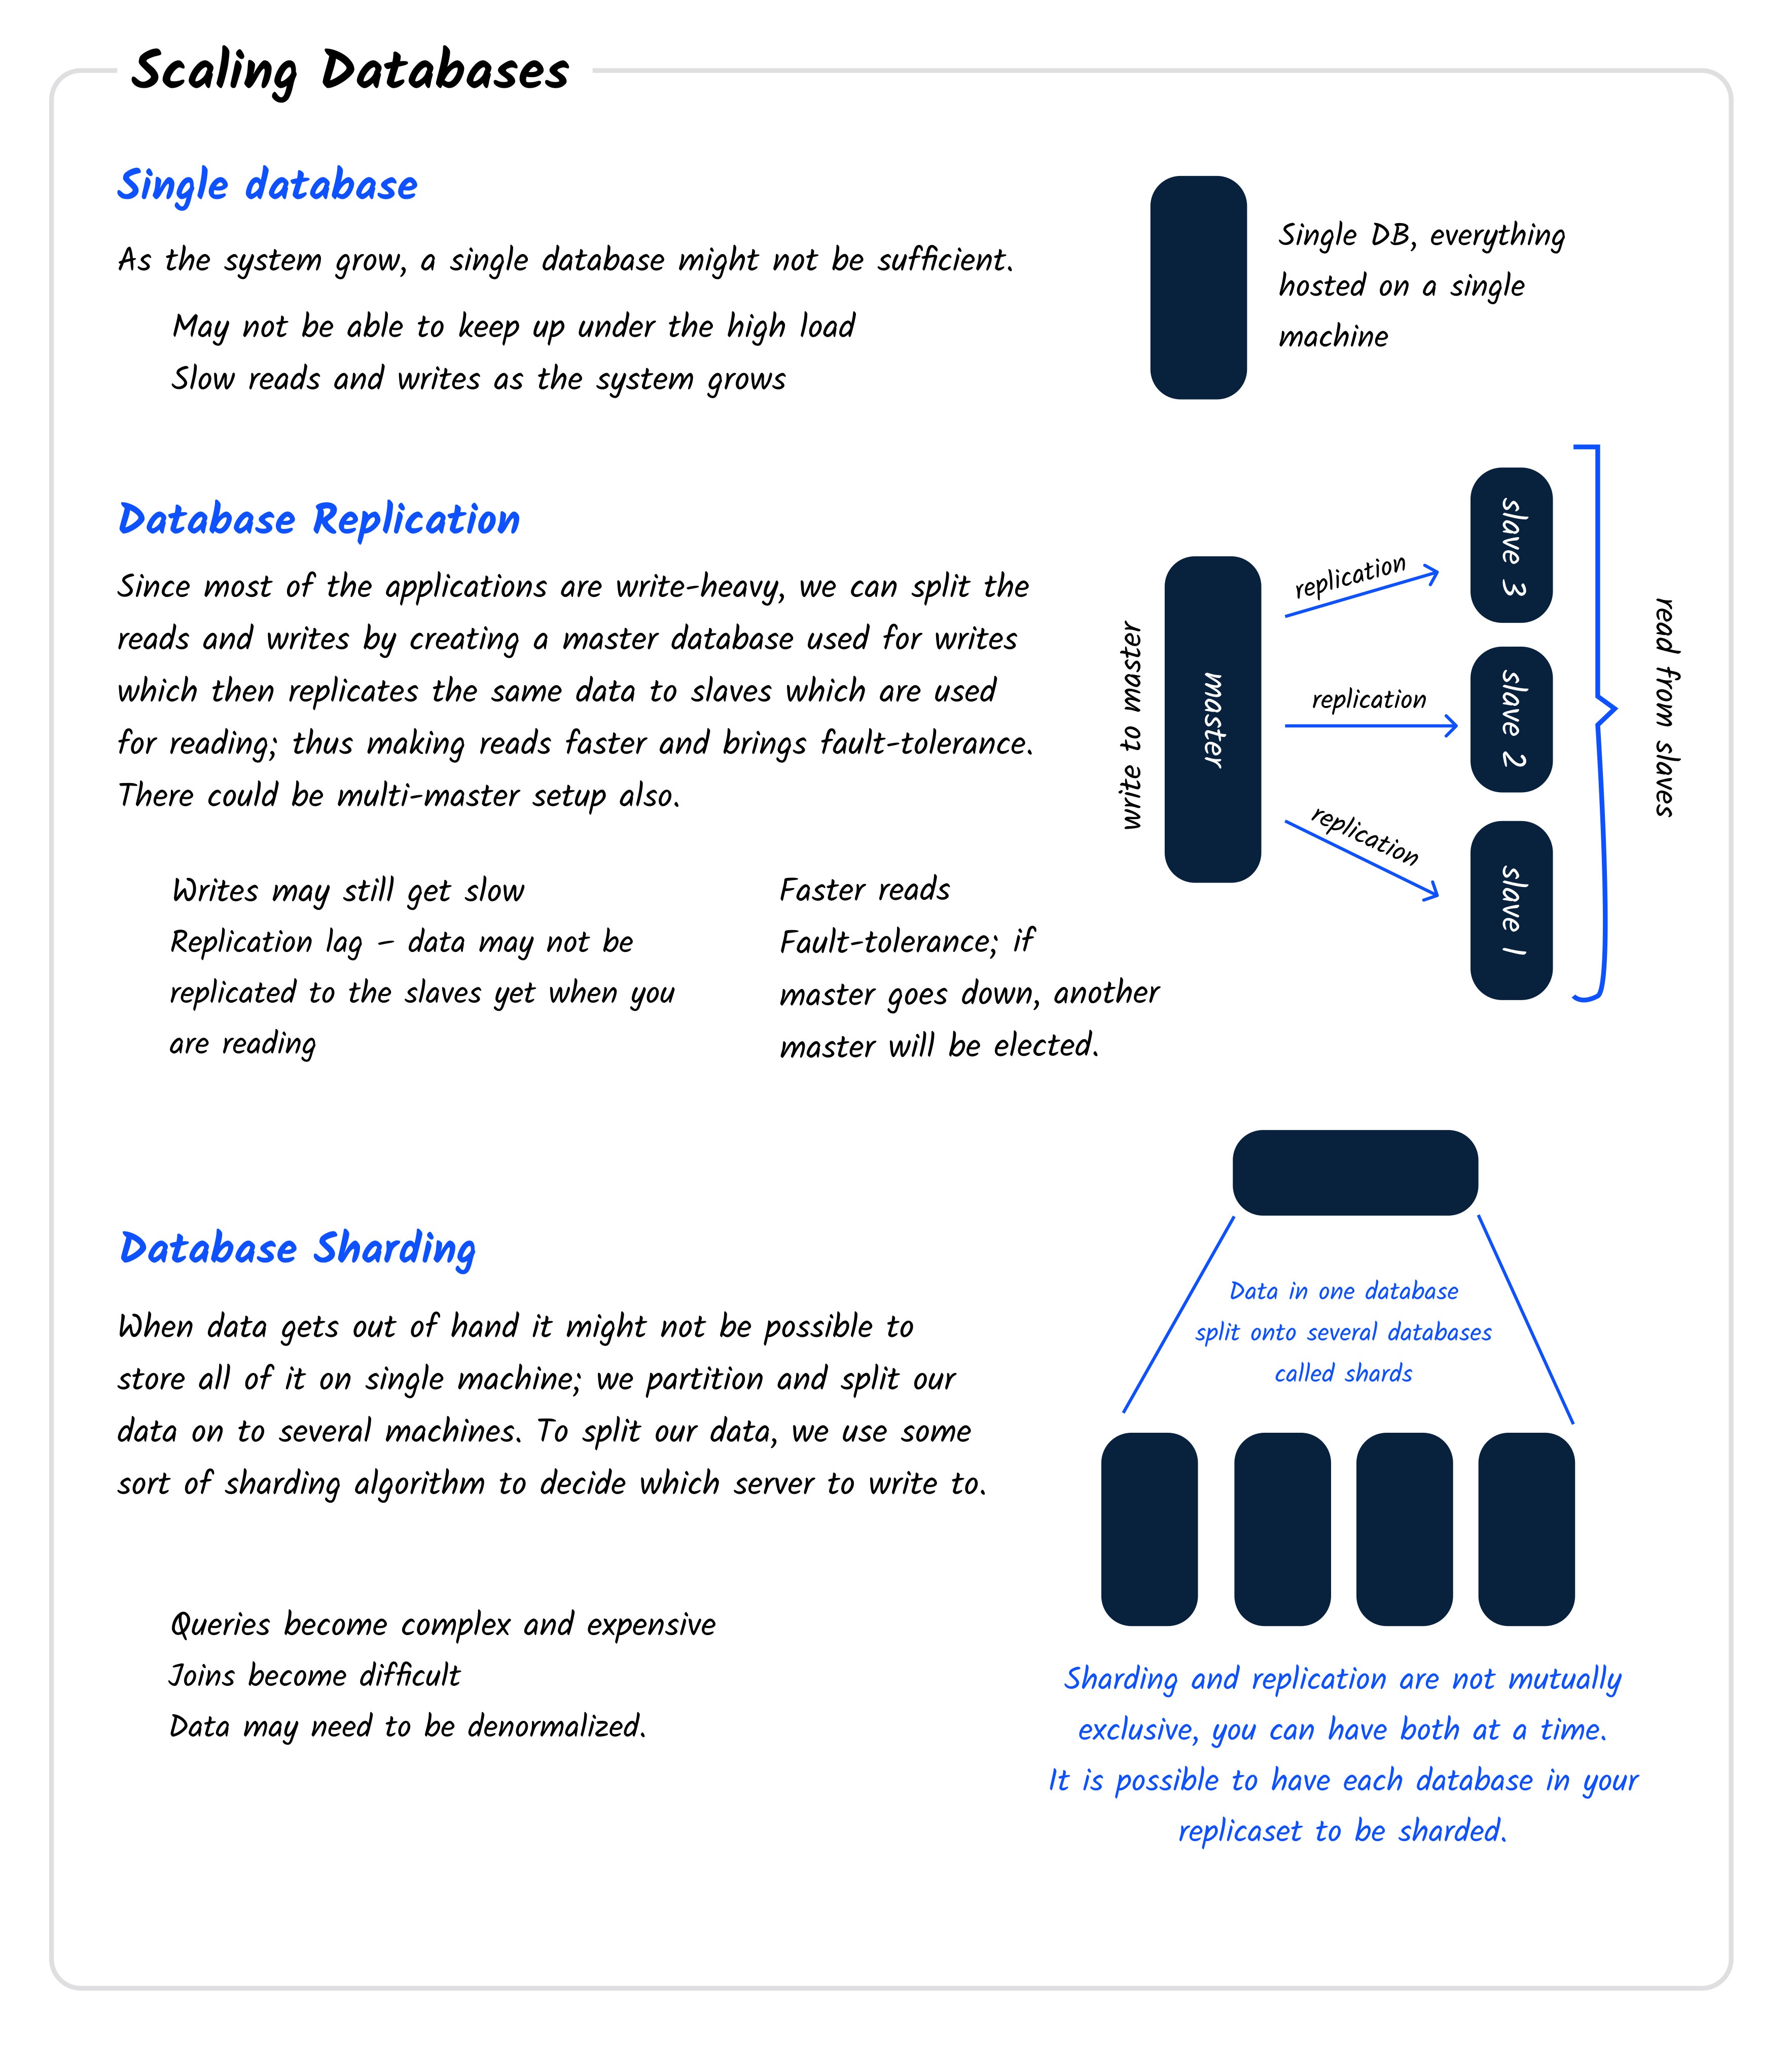 Scaling Databases
Single database
As the system grow, a single database might not be sufficient.
May not be able to keep up under the high load
Slow reads and writes as the system grows
Single DB, everything
hosted on a single
machine
Database Replication
Since most of the applications are write-heavy, we can split the
reads and writes by creating a master database used for writes
which then replicates the same data to slaves which are used
for reading; thus making reads faster and brings fault-tolerance.
There could be multi-master setup also.
Writes may still get slow
Replication lag - data may not be
replicated to the slaves yet when you
are reading
Faster reads
Fault-tolerance; if
master goes down, another
master will be elected.
write to master
master
replication
replication
replication
slave 3
slave 2
slave 1
read from slaves
Database Sharding
When data gets out of hand it might not be possible to
store all of it on single machine; we partition and split our
data on to several machines. To split our data, we use some
sort of sharding algorithm to decide which server to write to.
Queries become complex and expensive
Joins become difficult
Data may need to be denormalized.
Data in one database
split onto several databases
called shards
Sharding and replication are not mutually
exclusive, you can have both at a time.
It is possible to have each database in your
replicaset to be sharded.